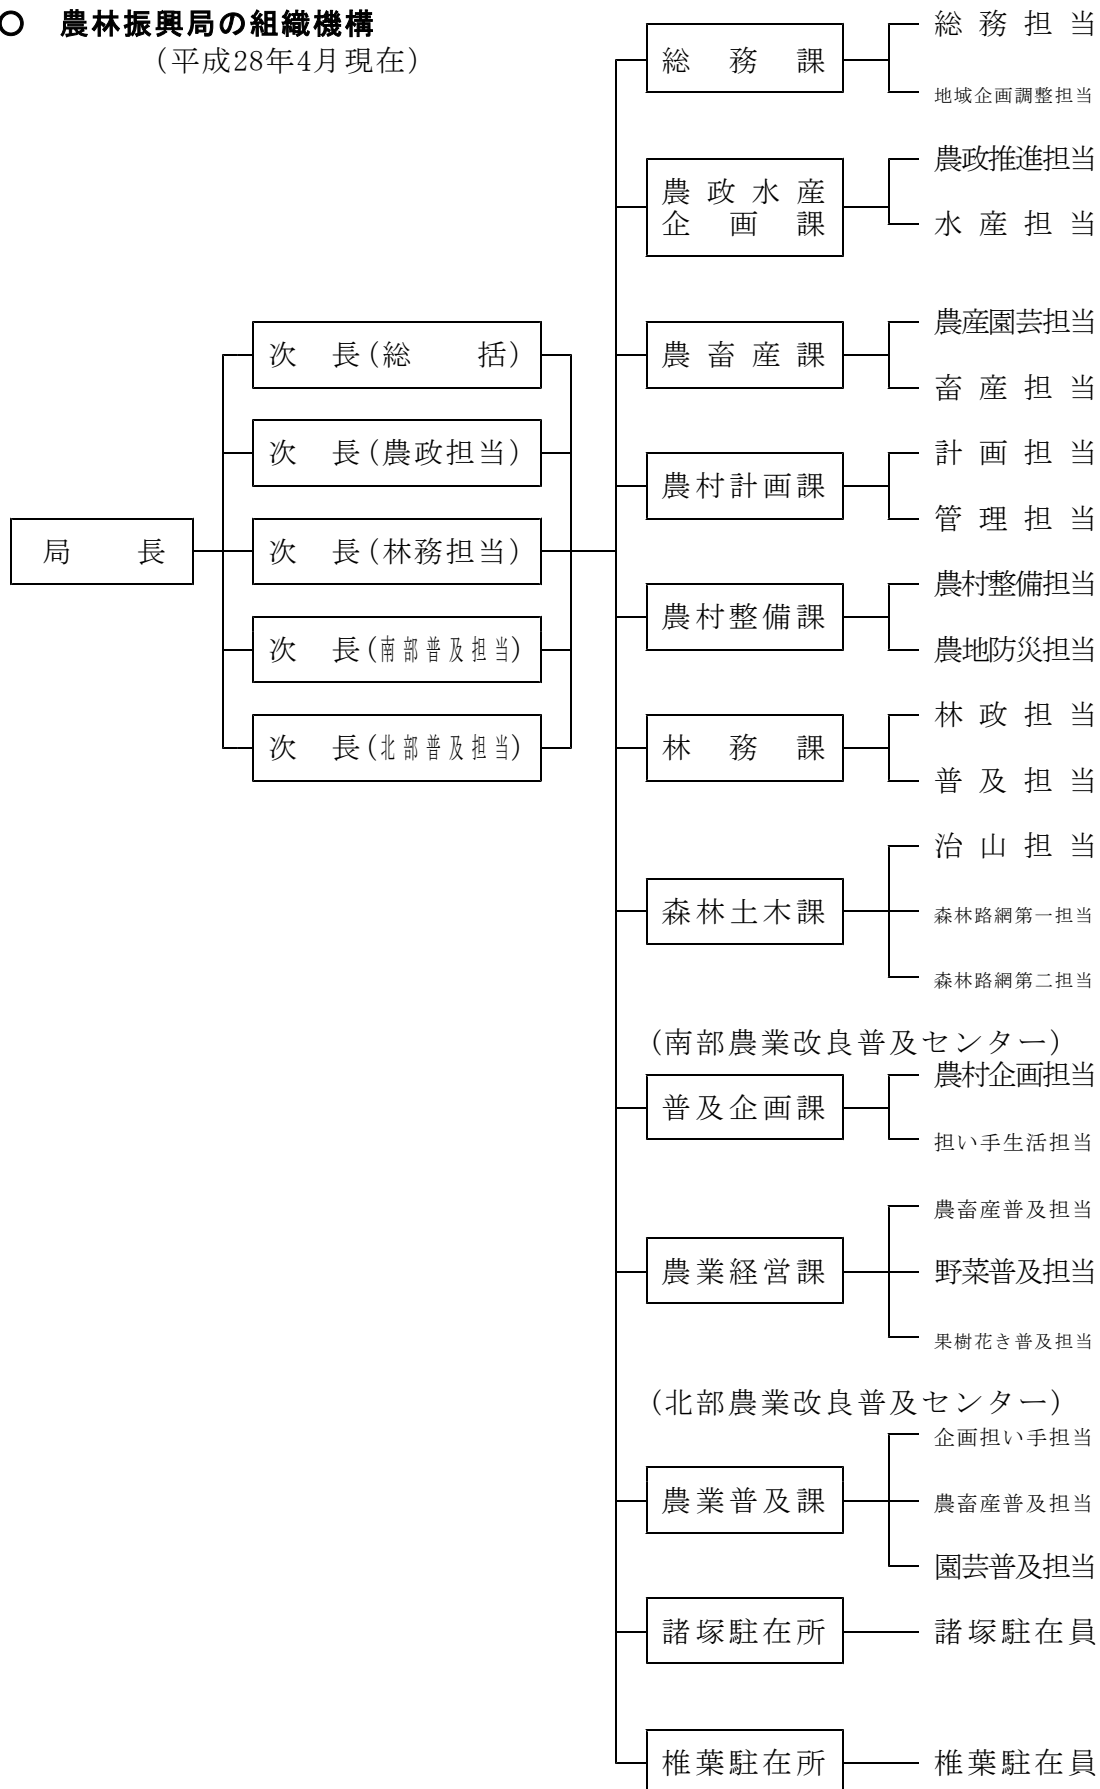 ○ 農林振興局の組織機構
(平成28年4月現在)
局長
次長(総括)
次長(農政担当)
次長(林務担当)
次長(南部普及担当)
次長(北部普及担当)
総務課
総務担当
地域企画調整担当
農政水産
企画課
農政推進担当
水産担当
農畜産課
農産園芸担当
畜産担当
農村計画課
計画担当
管理担当
農村整備課
農村整備担当
農地防災担当
林務課
林政担当
普及担当
森林土木課
治山担当
森林路網第一担当
森林路網第二担当
(南部農業改良普及センター)
普及企画課
農村企画担当
担い手生活担当
農業経営課
農畜産普及担当
野菜普及担当
果樹花き普及担当
(北部農業改良普及センター)
農業普及課
企画担い手担当
農畜産普及担当
園芸普及担当
諸塚駐在所
諸塚駐在員
椎葉駐在所
椎葉駐在員